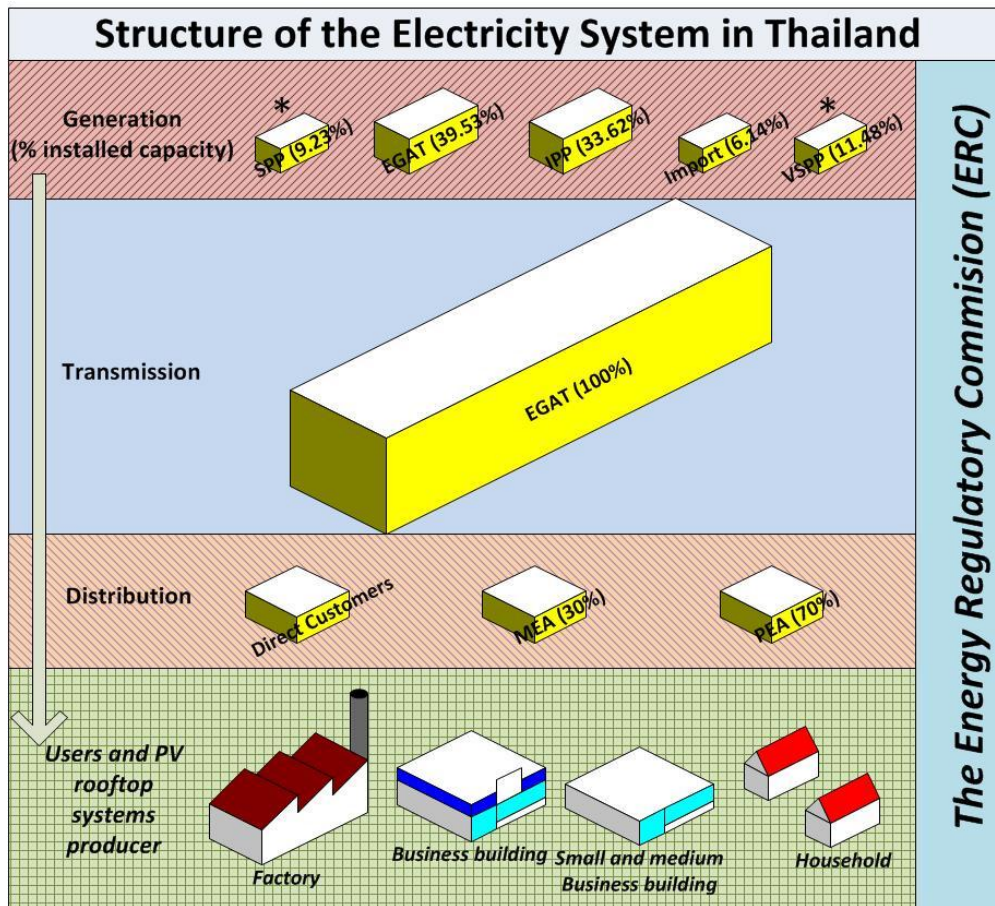 Structure of the Electricity System in Thailand
Generation
(% installed capacity)
*
SPP (9.23%)
EGAT (39.53%)
IPP (33.62%)
Import (6.14%)
*
VSPP (11.48%)
Transmission
EGAT (100%)
Distribution
Direct Customers
MEA (30%)
PEA (70%)
Users and PV
rooftop
systems
producer
Factory
Business building
Small and medium
Business building
Household
The Energy Regulatory Commision (ERC)